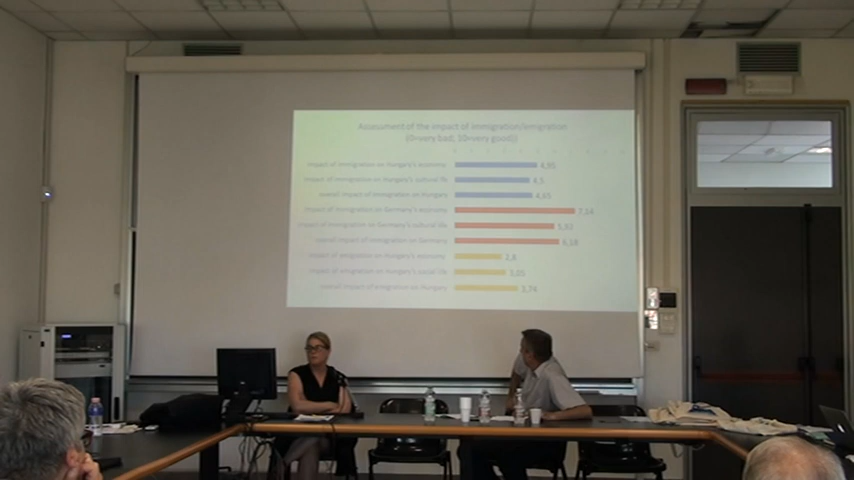 Assessment of the impact of immigration/emigration
(0=very bad, 10=very good))
impact of immigration on Hungary's economy 4,95
impact of immigration on Hungary's cultural life 4,5
overall impact of immigration on Hungary 4,65
impact of immigration on Germany's economy 7,14
impact of immigration on Germany's cultural life 5,92
overall impact of immigration on Germany 6,18
impact of emigration on Hungary's economy 2,8
impact of emigration on Hungary's social life 3,05
overall impact of emigration on Hungary 3,74